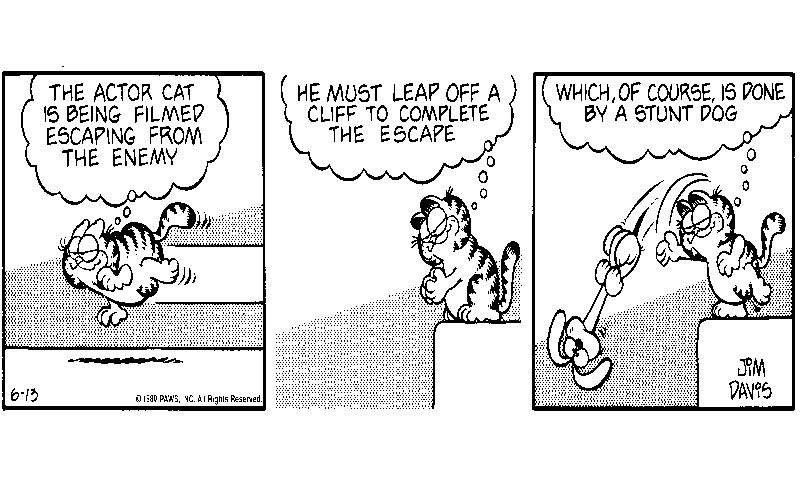 THE ACTOR CAT
IS BEING FILMED
ESCAPING FROM
THE ENEMY
6-13
© 1980 PAWS, INC. All Rights Reserved.
HE MUST LEAP OFF A
CLIFF TO COMPLETE
THE ESCAPE
WHICH, OF COURSE, IS DONE
BY A STUNT DOG
JIM
DAVIS